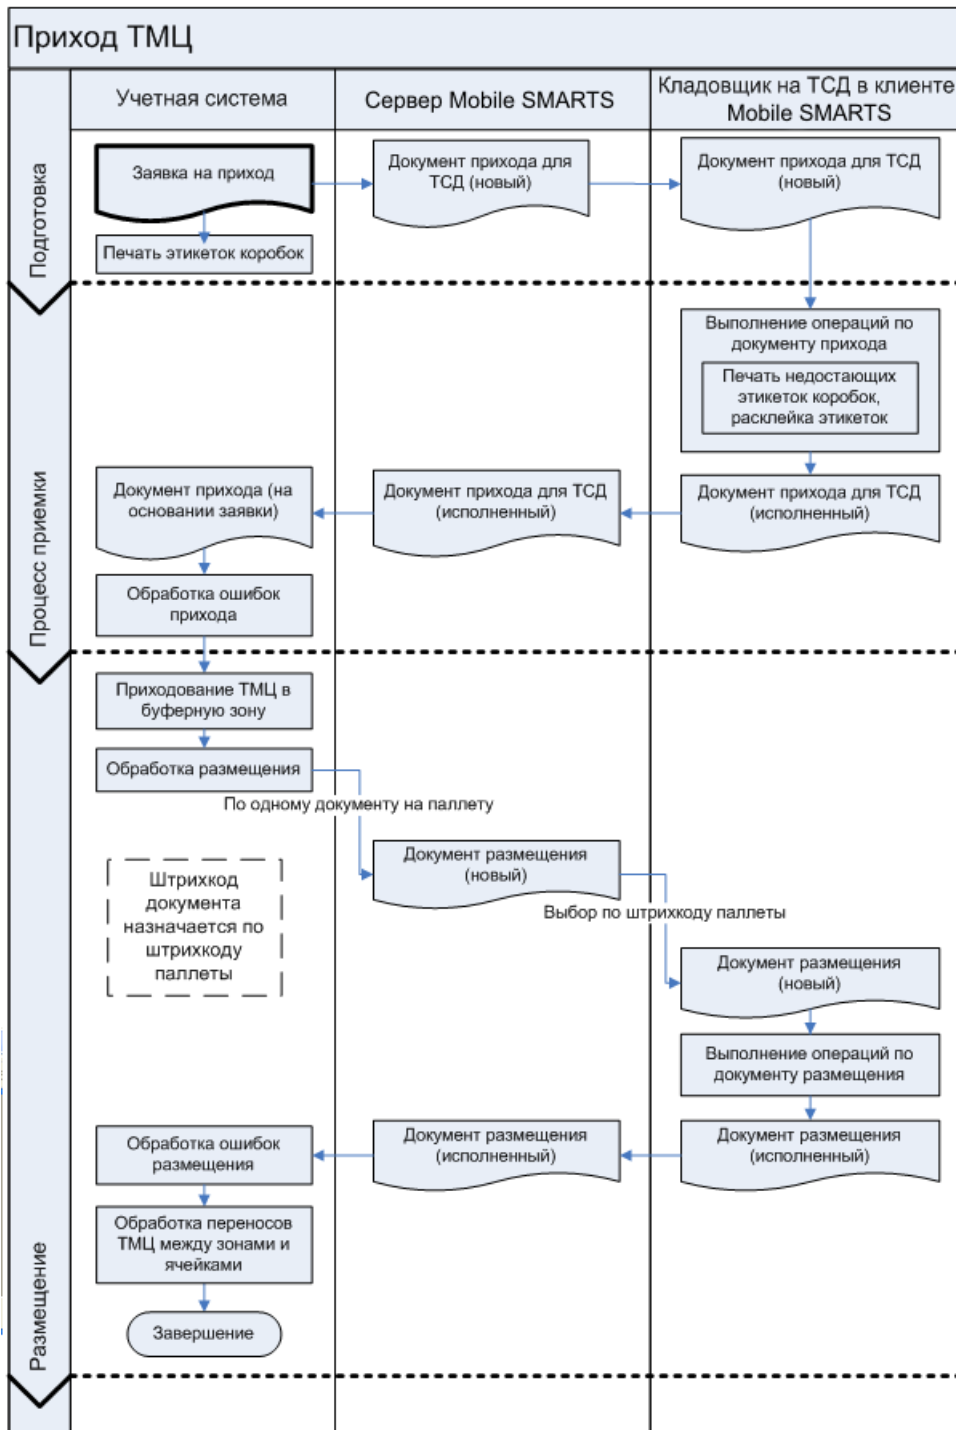 Приход ТМЦ
Учетная система
Сервер Mobile SMARTS
Кладовщик на ТСД в клиенте
Mobile SMARTS
Подготовка
Заявка на приход
Документ прихода для
ТСД (новый)
Документ прихода для ТСД
(новый)
Печать этикеток коробок
Процесс приемки
Выполнение операций по
документу прихода
Печать недостающих
этикеток коробок,
расклейка этикеток
Документ прихода (на
основании заявки)
Документ прихода для ТСД
(исполненный)
Документ прихода для ТСД
(исполненный)
Обработка ошибок
прихода
Размещение
Приходование ТМЦ в
буферную зону
Обработка размещения
По одному документу на паллету
Документ размещения
(новый)
Штрихкод
документа
назначается по
штрихкоду
паллеты
Выбор по штрихкоду паллеты
Документ размещения
(новый)
Выполнение операций по
документу размещения
Обработка ошибок
размещения
Документ размещения
(исполненный)
Документ размещения
(исполненный)
Обработка переносов
ТМЦ между зонами и
ячейками
Завершение